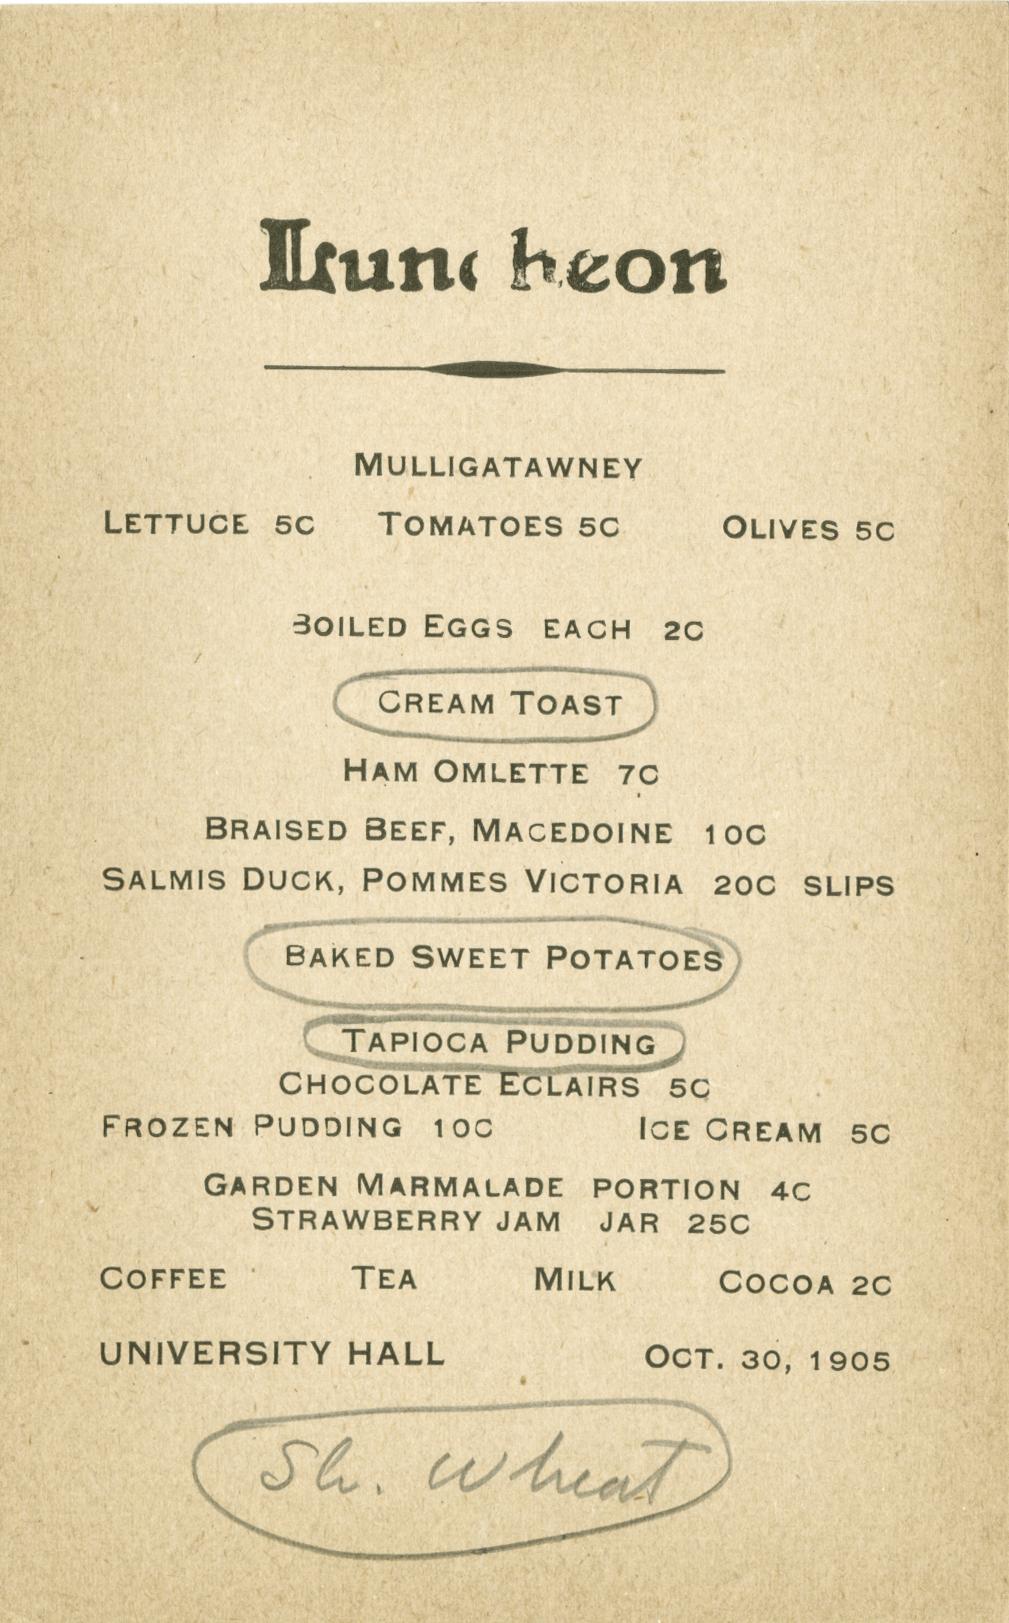 Luncheon
MULLIGATAWNEY
LETTUCE 5C TOMATOES 5C OLIVES 5C
BOILED EGGS EACH 2C
CREAM TOAST
HAM OMLETTE 7C
BRAISED BEEF, MACEDOINE 10C
SALMIS DUCK, POMMES VICTORIA 20C SLIPS
BAKED SWEET POTATOES
TAPIOCA PUDDING
CHOCOLATE ECLAIRS 5C
FROZEN PUDDING 10C ICE CREAM 5C
GARDEN MARMALADE PORTION 4C
STRAWBERRY JAM JAR 25C
COFFEE TEA MILK COCOA 2C
UNIVERSITY HALL OCT. 30, 1905
Sh. Wheat